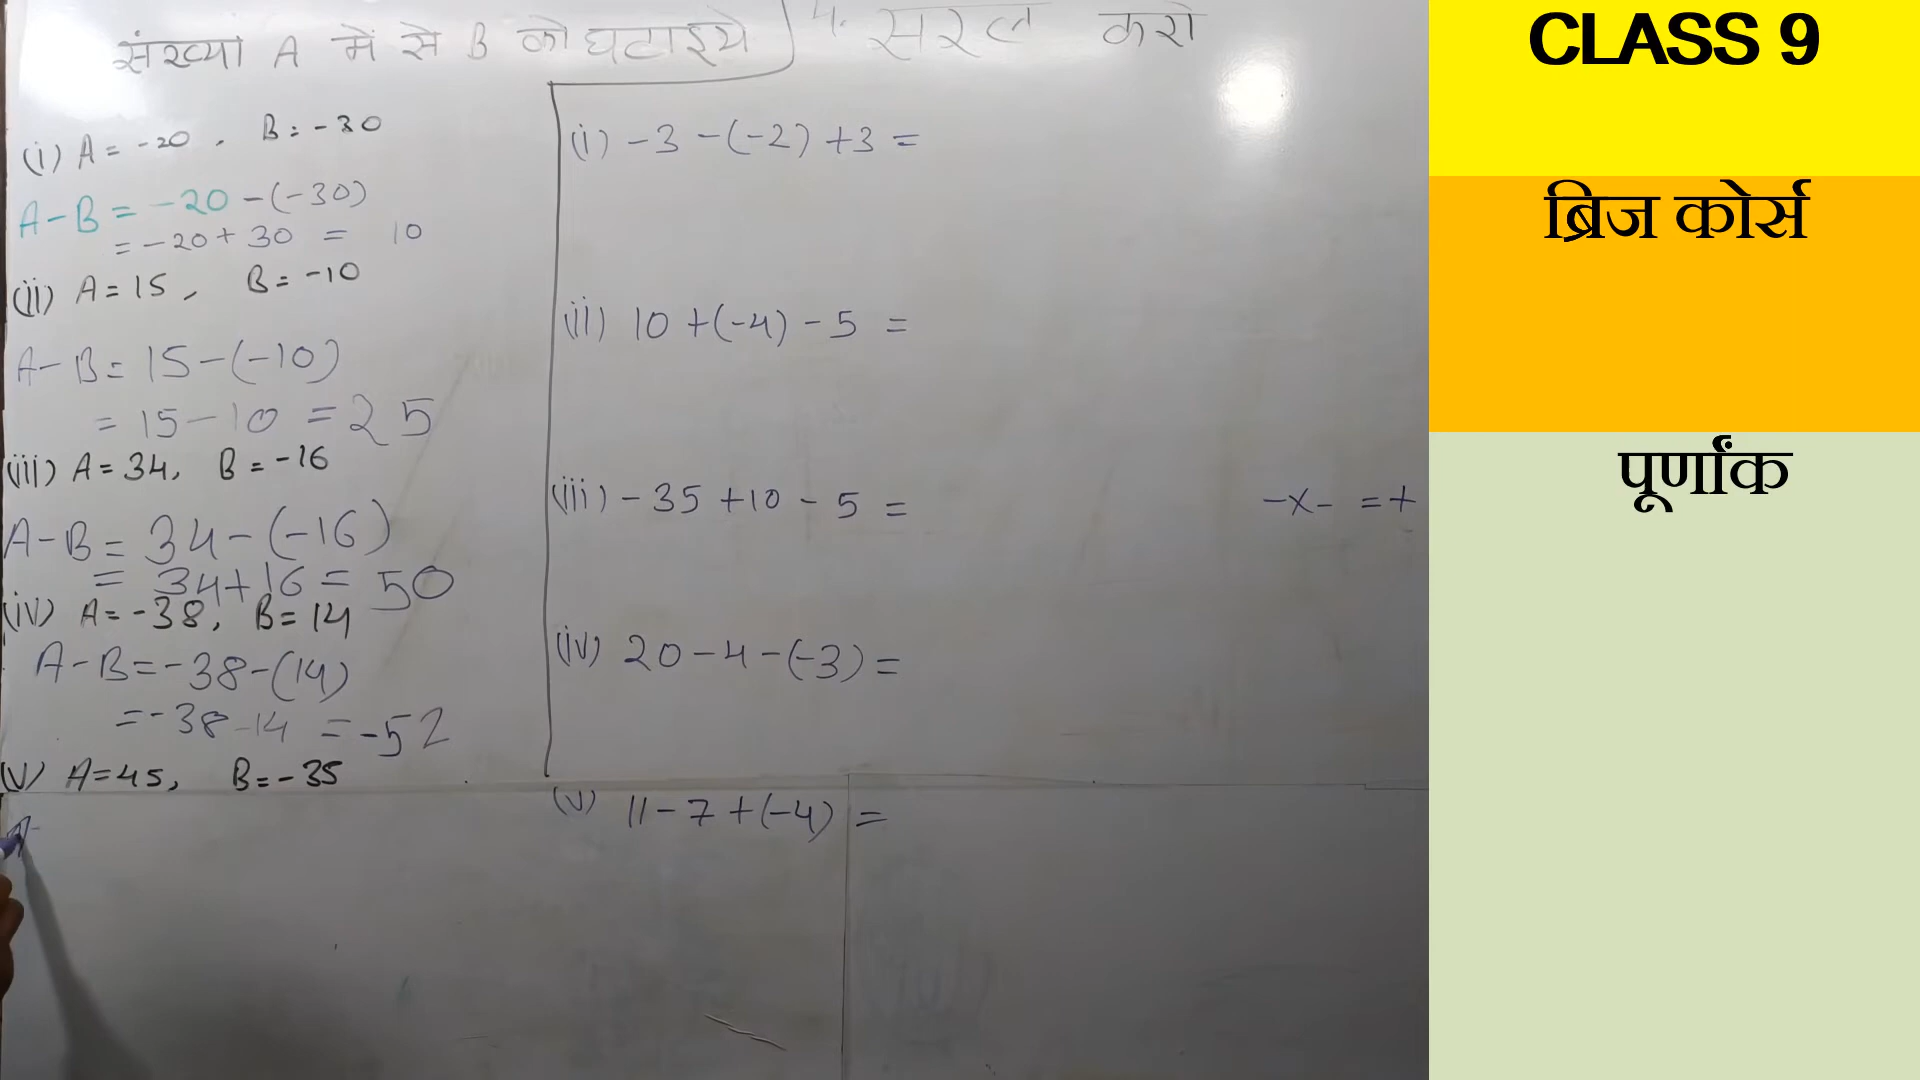 संख्या A में से B को घटाइये
(i) A = -20 , B = -30
A-B = -20 -(-30)
= -20 + 30 = 10
(ii) A = 15 , B = -10
A-B = 15 -(-10)
= 15 - 10 = 25
(iii) A = 34, B = -16
A-B = 34 -(-16)
= 34 + 16 = 50
(iv) A = -38, B = 14
A-B = -38 -(14)
= -38 -14 = -52
(v) A = 45, B = -35
A-
4. सरल करो
(i) -3 -(-2) +3 =
(ii) 10 +(-4) - 5 =
(iii) - 35 +10 - 5 =
-x- = +
(iv) 20 - 4 -(-3) =
(v) 11 - 7 +(-4) =
CLASS 9
ब्रिज कोर्स
पूर्णांक